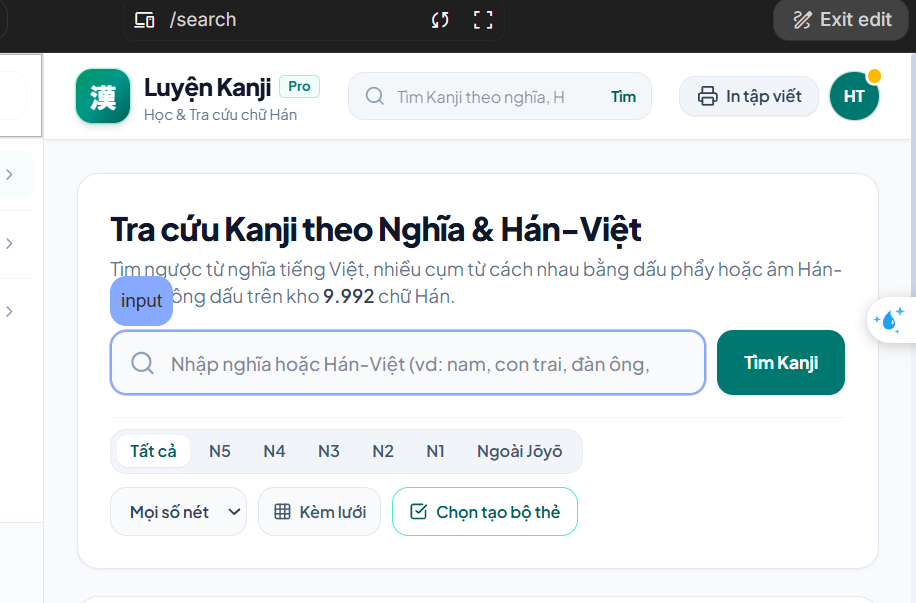 /search
Exit edit
漢
Luyện Kanji
Pro
Học & Tra cứu chữ Hán
Tìm Kanji theo nghĩa, H
Tìm
In tập viết
HT
Tra cứu Kanji theo Nghĩa & Hán-Việt
Tìm ngược từ nghĩa tiếng Việt, nhiều cụm từ cách nhau bằng dấu phẩy hoặc âm Hán-
input
ông dấu trên kho 9.992 chữ Hán.
Nhập nghĩa hoặc Hán-Việt (vd: nam, con trai, đàn ông,
Tìm Kanji
Tất cả
N5
N4
N3
N2
N1
Ngoài Jōyō
Mọi số nét
Kèm lưới
Chọn tạo bộ thẻ